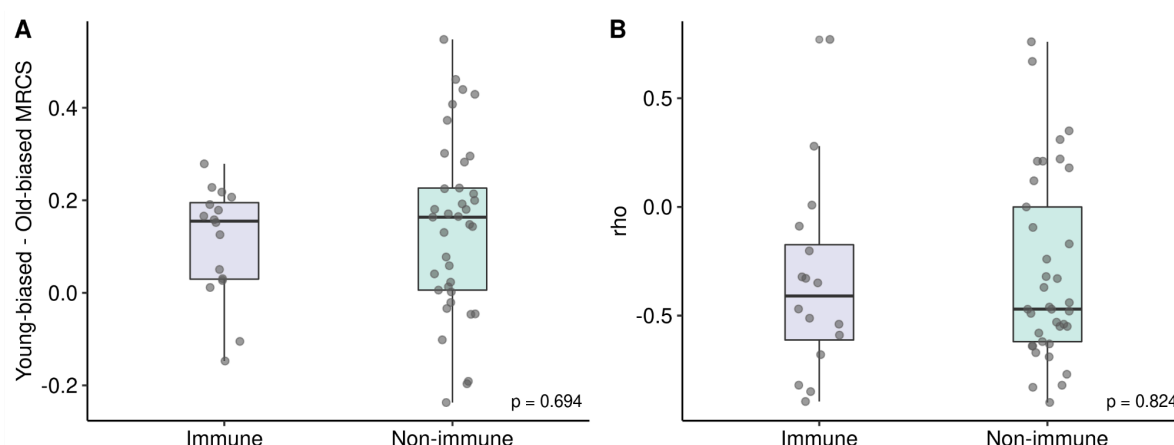 A
Young-biased - Old-biased MRCS
0.4
0.2
0.0
-0.2
p = 0.694
Immune
Non-immune
B
rho
0.5
0.0
-0.5
p = 0.824
Immune
Non-immune